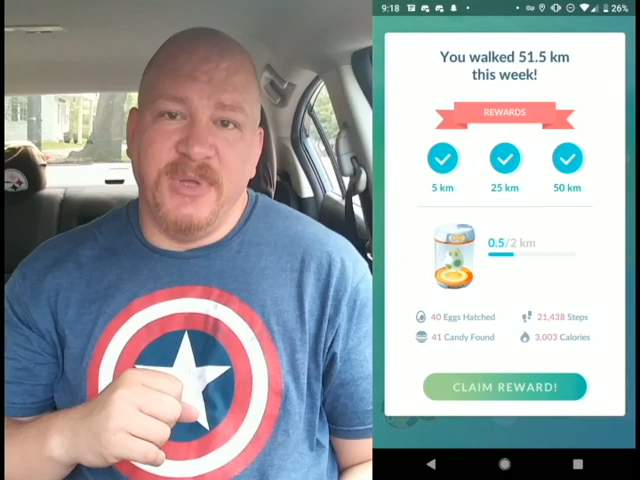 9:18
26%
You walked 51.5 km
this week!
REWARDS
5 km
25 km
50 km
0.5/2 km
40 Eggs Hatched
21,438 Steps
41 Candy Found
3,003 Calories
CLAIM REWARD!